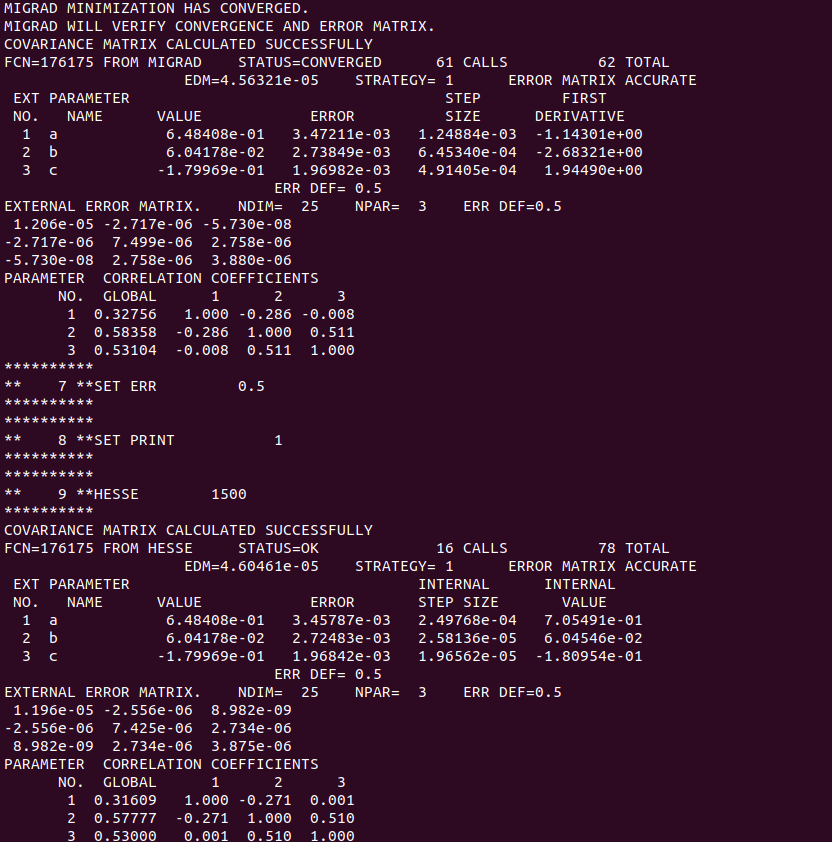 MIGRAD MINIMIZATION HAS CONVERGED.
MIGRAD WILL VERIFY CONVERGENCE AND ERROR MATRIX.
COVARIANCE MATRIX CALCULATED SUCCESSFULLY
FCN=176175 FROM MIGRAD    STATUS=CONVERGED      61 CALLS          62 TOTAL
                    EDM=4.56321e-05    STRATEGY= 1      ERROR MATRIX ACCURATE
 EXT PARAMETER                                   STEP         FIRST
 NO.   NAME      VALUE            ERROR          SIZE      DERIVATIVE
  1  a            6.48408e-01   3.47211e-03   1.24884e-03  -1.14301e+00
  2  b            6.04178e-02   2.73849e-03   6.45340e-04  -2.68321e+00
  3  c           -1.79969e-01   1.96982e-03   4.91405e-04   1.94490e+00
                              ERR DEF= 0.5
EXTERNAL ERROR MATRIX.    NDIM=  25    NPAR=  3    ERR DEF=0.5
 1.206e-05 -2.717e-06 -5.730e-08
-2.717e-06  7.499e-06  2.758e-06
-5.730e-08  2.758e-06  3.880e-06
PARAMETER  CORRELATION COEFFICIENTS
      NO.  GLOBAL      1      2      3
       1  0.32756   1.000 -0.286 -0.008
       2  0.58358  -0.286  1.000  0.511
       3  0.53104  -0.008  0.511  1.000
**********
**    7 **SET ERR         0.5
**********
**********
**    8 **SET PRINT           1
**********
**********
**    9 **HESSE        1500
**********
COVARIANCE MATRIX CALCULATED SUCCESSFULLY
FCN=176175 FROM HESSE     STATUS=OK             16 CALLS          78 TOTAL
                    EDM=4.60461e-05    STRATEGY= 1      ERROR MATRIX ACCURATE
 EXT PARAMETER                                INTERNAL      INTERNAL
 NO.   NAME      VALUE            ERROR       STEP SIZE       VALUE
  1  a            6.48408e-01   3.45787e-03   2.49768e-04   7.05491e-01
  2  b            6.04178e-02   2.72483e-03   2.58136e-05   6.04546e-02
  3  c           -1.79969e-01   1.96842e-03   1.96562e-05  -1.80954e-01
                              ERR DEF= 0.5
EXTERNAL ERROR MATRIX.    NDIM=  25    NPAR=  3    ERR DEF=0.5
 1.196e-05 -2.556e-06  8.982e-09
-2.556e-06  7.425e-06  2.734e-06
 8.982e-09  2.734e-06  3.875e-06
PARAMETER  CORRELATION COEFFICIENTS
      NO.  GLOBAL      1      2      3
       1  0.31609   1.000 -0.271  0.001
       2  0.57777  -0.271  1.000  0.510
       3  0.53000   0.001  0.510  1.000